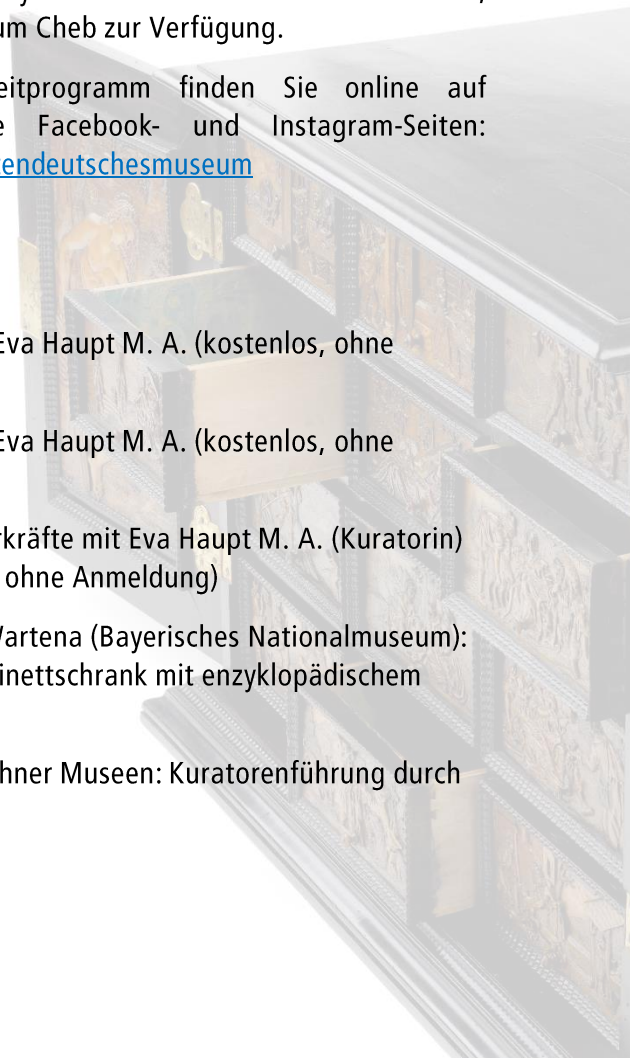 um Cheb zur Verfügung.
eitprogramm finden Sie online auf
e Facebook- und Instagram-Seiten:
tendeutschesmuseum
Eva Haupt M. A. (kostenlos, ohne
Eva Haupt M. A. (kostenlos, ohne
rkräfte mit Eva Haupt M. A. (Kuratorin)
ohne Anmeldung)
Wartena (Bayerisches Nationalmuseum):
inettschrank mit enzyklopädischem
hner Museen: Kuratorenführung durch